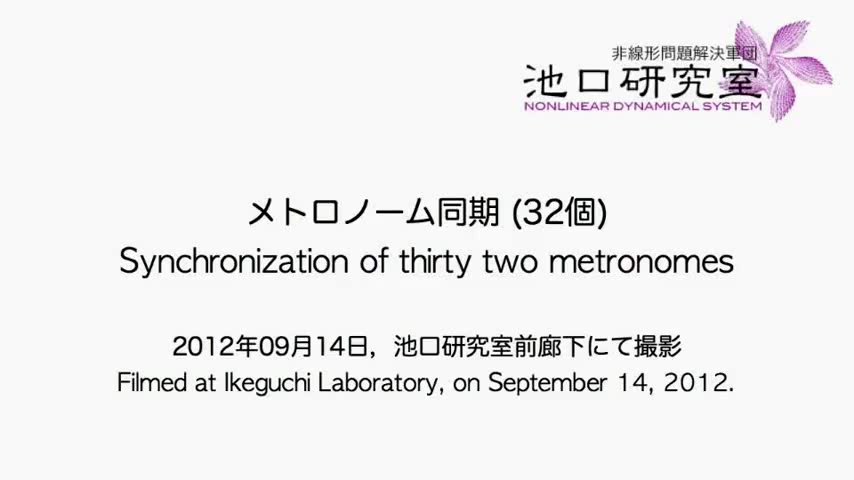 非線形問題解決軍団
池口研究室
NONLINEAR DYNAMICAL SYSTEM
メトロノーム同期 (32個)
Synchronization of thirty two metronomes
2012年09月14日，池口研究室前廊下にて撮影
Filmed at Ikeguchi Laboratory, on September 14, 2012.